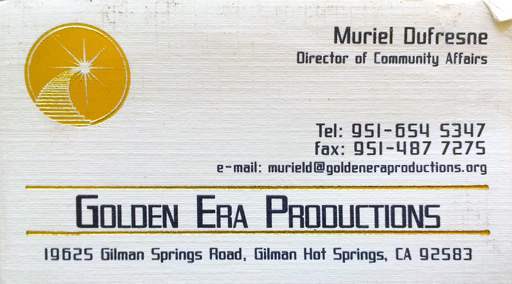 Muriel Dufresne
Director of Community Affairs
Tel: 951-654 5347
fax: 951-487 7275
e-mail: murield@goldeneraproductions.org
GOLDEN ERA PRODUCTIONS
19625 Gilman Springs Road, Gilman Hot Springs, CA 92583